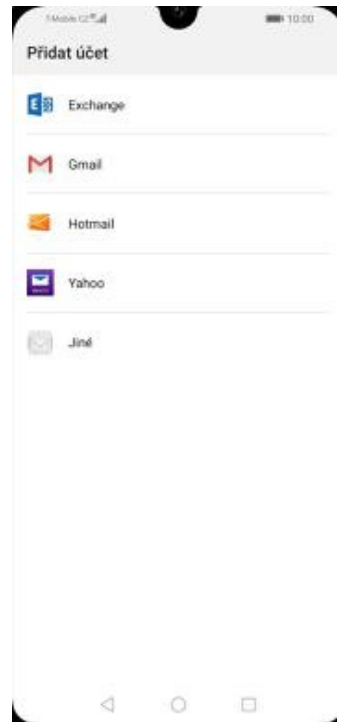 T-Mobile CZ 10:00
Přidat účet
Exchange
Gmail
Hotmail
Yahoo
Jiné